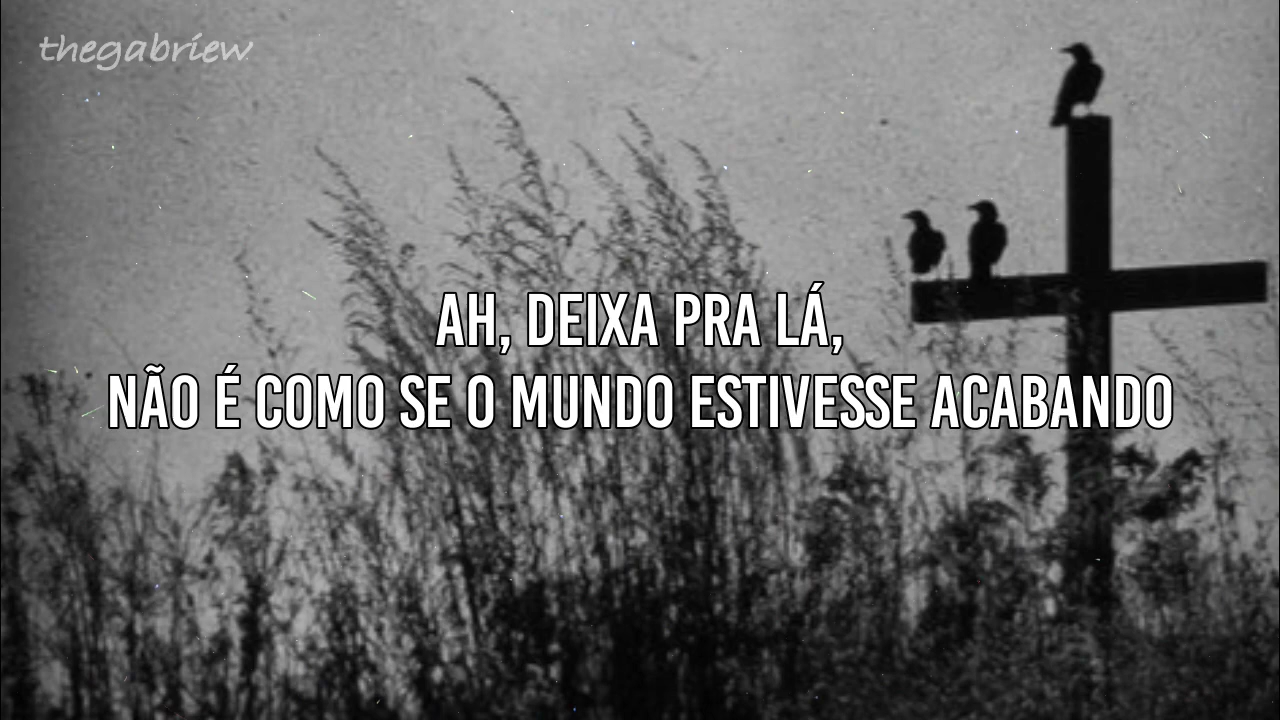 thegabriew
AH, DEIXA PRA LÁ,
NÃO É COMO SE O MUNDO ESTIVESSE ACABANDO